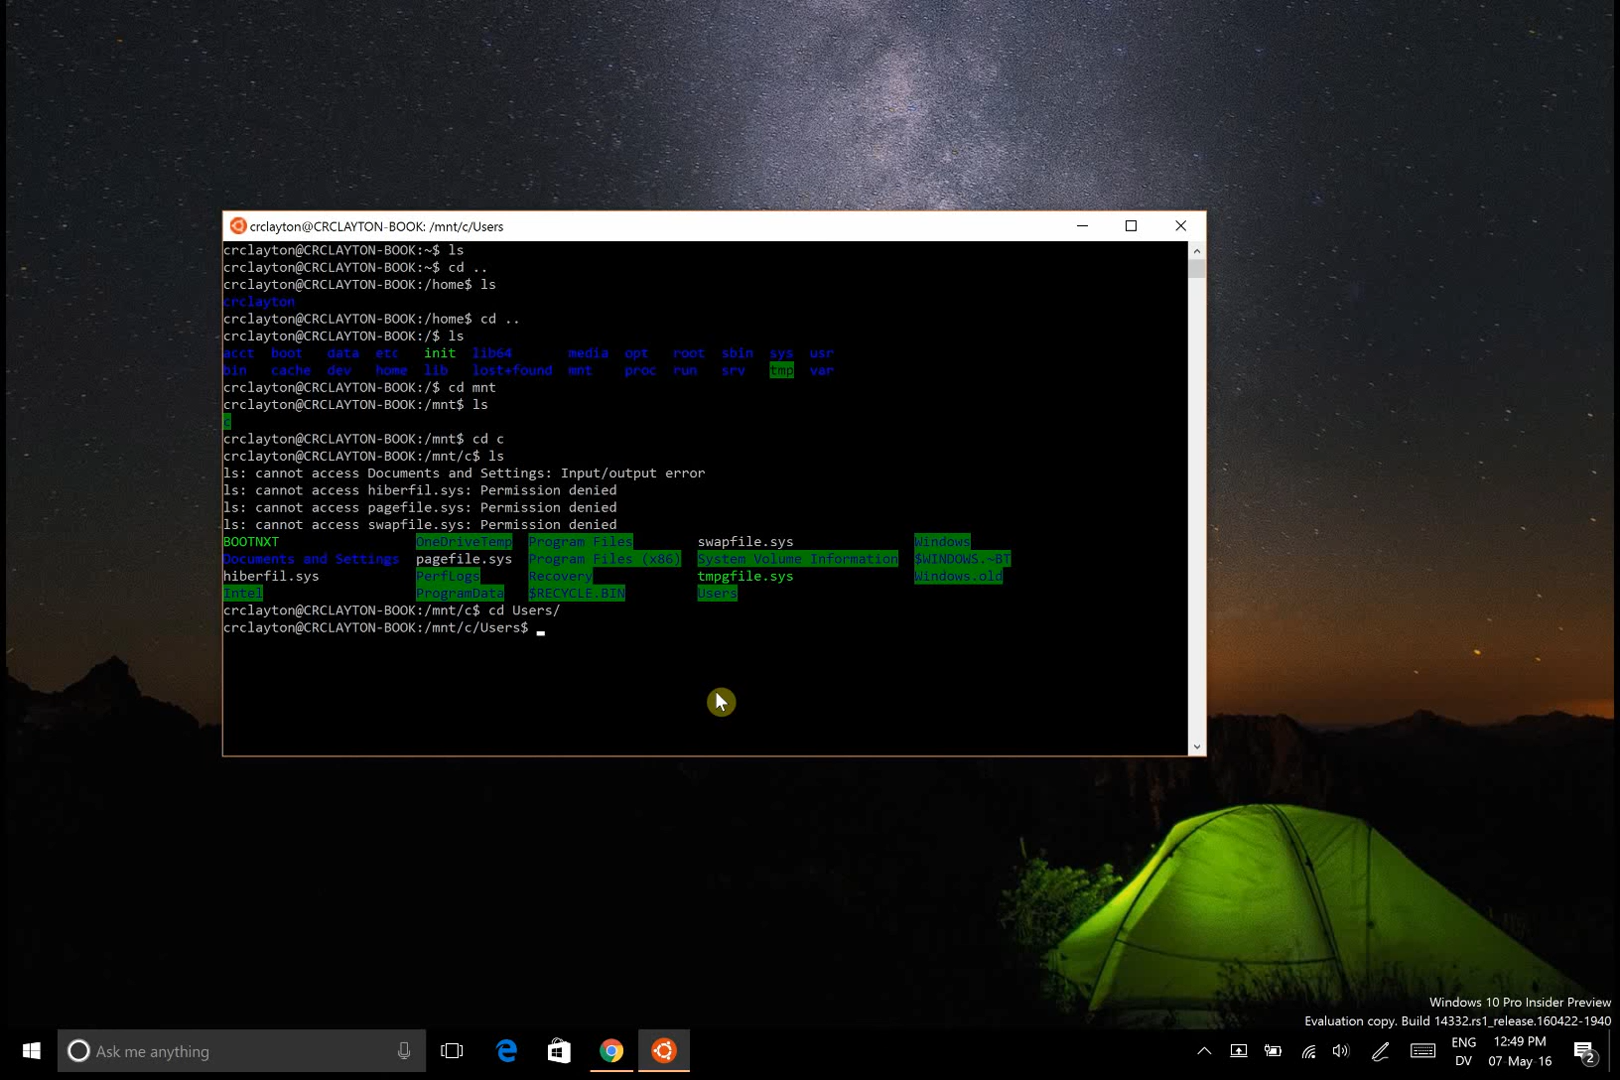 crclayton@CRCLAYTON-BOOK: /mnt/c/Users
crclayton@CRCLAYTON-BOOK:~$ ls
crclayton@CRCLAYTON-BOOK:~$ cd ..
crclayton@CRCLAYTON-BOOK:/home$ ls
crclayton
crclayton@CRCLAYTON-BOOK:/home$ cd ..
crclayton@CRCLAYTON-BOOK:/$ ls
acct boot data etc init lib64 media opt root sbin sys usr
bin cache dev home lib lost+found mnt proc run srv tmp var
crclayton@CRCLAYTON-BOOK:/$ cd mnt
crclayton@CRCLAYTON-BOOK:/mnt$ ls
c
crclayton@CRCLAYTON-BOOK:/mnt$ cd c
crclayton@CRCLAYTON-BOOK:/mnt/c$ ls
ls: cannot access Documents and Settings: Input/output error
ls: cannot access hiberfil.sys: Permission denied
ls: cannot access pagefile.sys: Permission denied
ls: cannot access swapfile.sys: Permission denied
BOOTNXT OneDriveTemp Program Files swapfile.sys Windows
Documents and Settings pagefile.sys Program Files (x86) System Volume Information $WINDOWS.~BT
hiberfil.sys PerfLogs Recovery tmpgfile.sys Windows.old
Intel ProgramData $RECYCLE.BIN Users
crclayton@CRCLAYTON-BOOK:/mnt/c$ cd Users/
crclayton@CRCLAYTON-BOOK:/mnt/c/Users$
Windows 10 Pro Insider Preview
Evaluation copy. Build 14332.rs1_release.160422-1940
Ask me anything
ENG
DV
12:49 PM
07-May-16
2